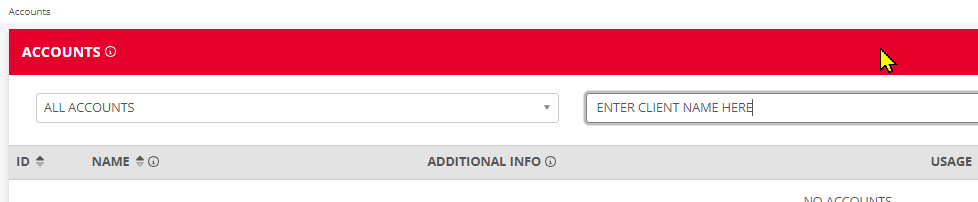 Accounts
ACCOUNTS
ALL ACCOUNTS ENTER CLIENT NAME HERE
ID NAME ADDITIONAL INFO USAGE
NO ACCOUNTS